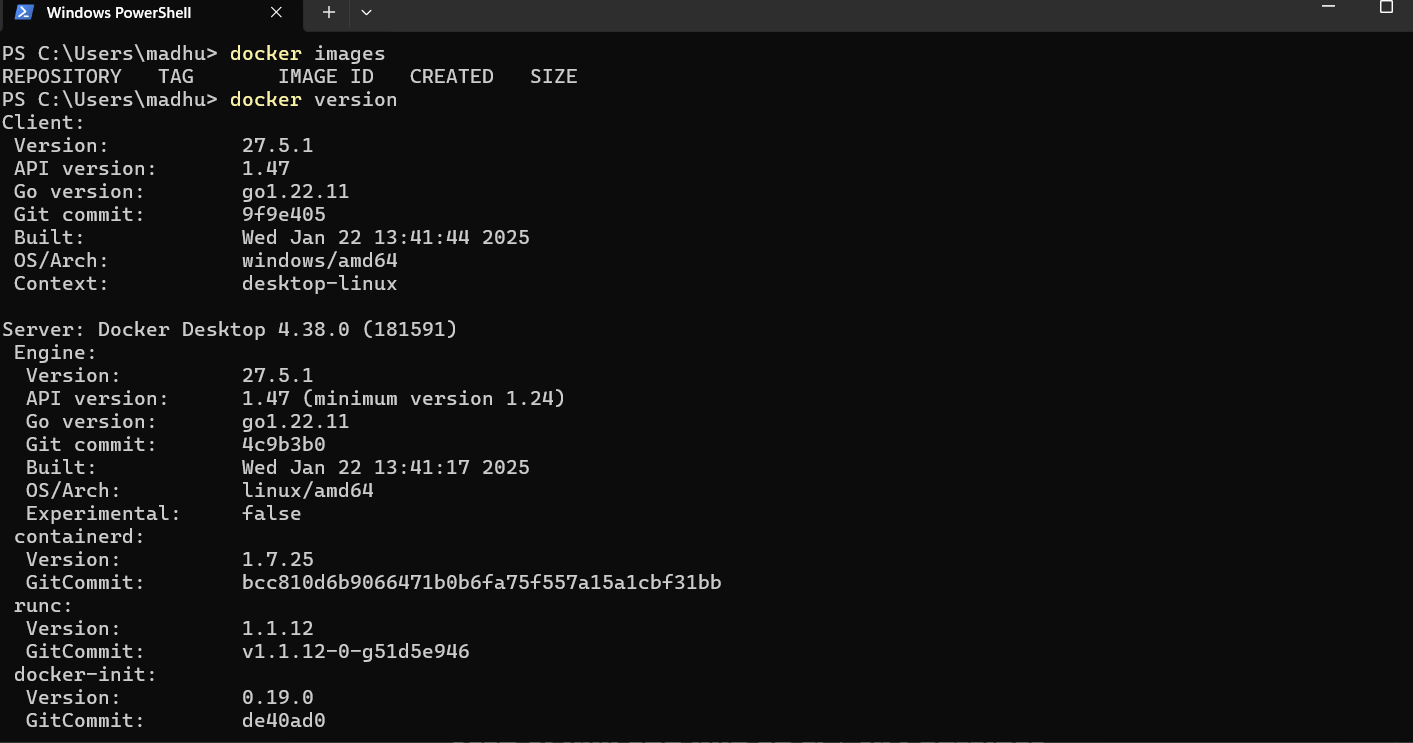 Windows PowerShell
PS C:\Users\madhu> docker images
REPOSITORY   TAG       IMAGE ID   CREATED   SIZE
PS C:\Users\madhu> docker version
Client:
 Version:           27.5.1
 API version:       1.47
 Go version:        go1.22.11
 Git commit:        9f9e405
 Built:             Wed Jan 22 13:41:44 2025
 OS/Arch:           windows/amd64
 Context:           desktop-linux

Server: Docker Desktop 4.38.0 (181591)
 Engine:
  Version:          27.5.1
  API version:      1.47 (minimum version 1.24)
  Go version:       go1.22.11
  Git commit:       4c9b3b0
  Built:            Wed Jan 22 13:41:17 2025
  OS/Arch:          linux/amd64
  Experimental:     false
 containerd:
  Version:          1.7.25
  GitCommit:        bcc810d6b9066471b0b6fa75f557a15a1cbf31bb
 runc:
  Version:          1.1.12
  GitCommit:        v1.1.12-0-g51d5e946
 docker-init:
  Version:          0.19.0
  GitCommit:        de40ad0